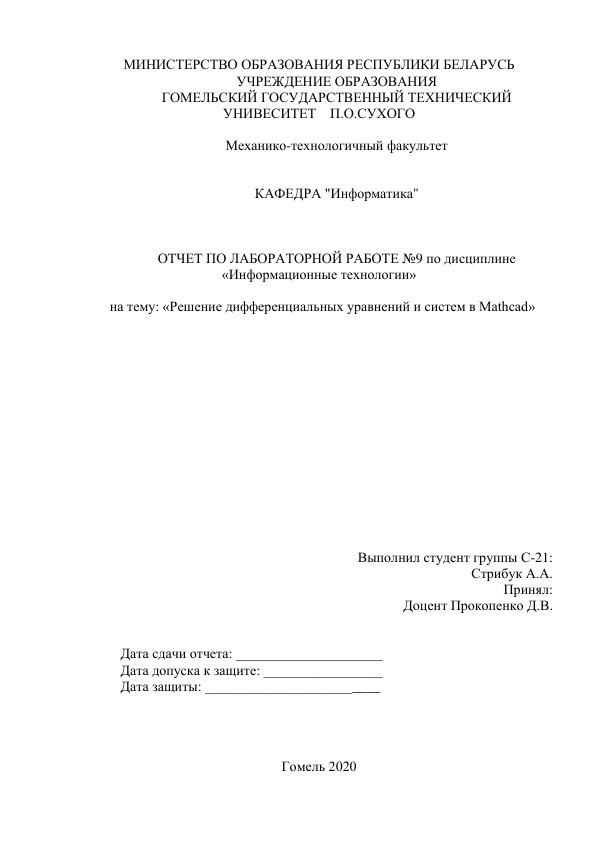 МИНИСТЕРСТВО ОБРАЗОВАНИЯ РЕСПУБЛИКИ БЕЛАРУСЬ
УЧРЕЖДЕНИЕ ОБРАЗОВАНИЯ
ГОМЕЛЬСКИЙ ГОСУДАРСТВЕННЫЙ ТЕХНИЧЕСКИЙ
УНИВЕСИТЕТ П.О.СУХОГО
Механико-технологичный факультет
КАФЕДРА "Информатика"
ОТЧЕТ ПО ЛАБОРАТОРНОЙ РАБОТЕ №9 по дисциплине
«Информационные технологии»
на тему: «Решение дифференциальных уравнений и систем в Mathcad»
Выполнил студент группы С-21:
Стрибук А.А.
Принял:
Доцент Прокопенко Д.В.
Дата сдачи отчета: _____________________
Дата допуска к защите: _________________
Дата защиты: _________________________
Гомель 2020